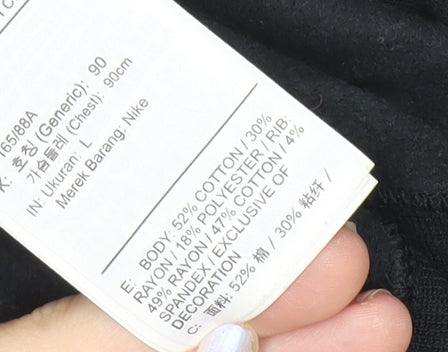 165/88A
호칭 (Generic): 90
가슴둘레 (Chest): 90cm
IN: Ukuran: L
Merek Barang: Nike
E: BODY: 52% COTTON / 30%
RAYON / 18% POLYESTER / RIB:
49% RAYON / 47% COTTON / 4%
SPANDEX / EXCLUSIVE OF
DECORATION
C: 面料: 52% 棉 / 30% 粘纤 /